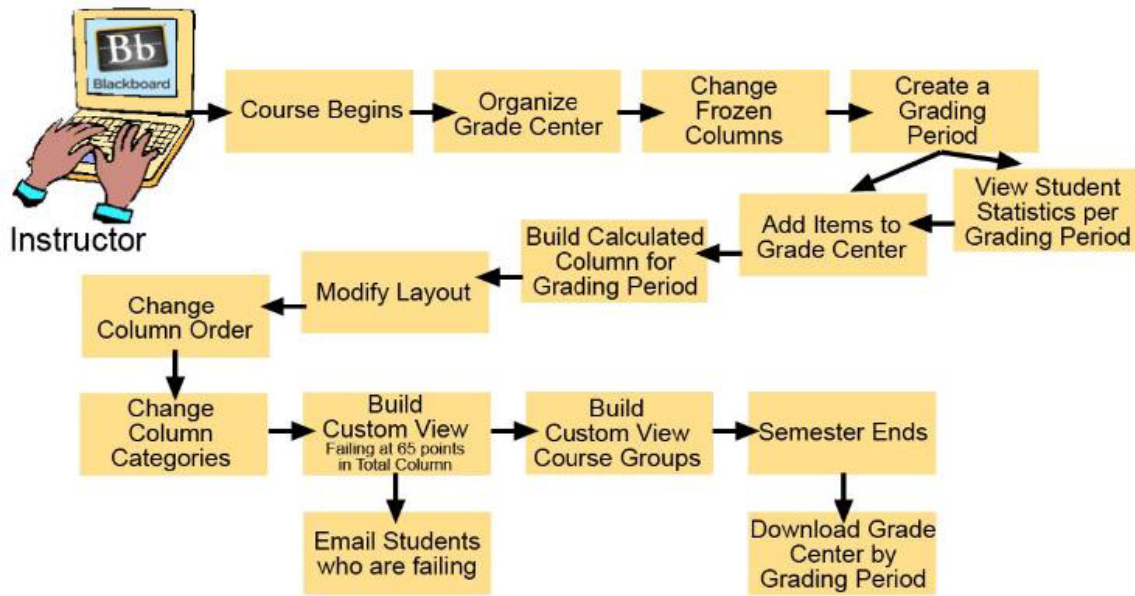 Bb
Blackboard
Instructor
Course Begins
Organize
Grade Center
Change
Frozen
Columns
Create a
Grading
Period
View Student
Statistics per
Grading Period
Add Items to
Grade Center
Build Calculated
Column for
Grading Period
Modify Layout
Change
Column Order
Change
Column
Categories
Build
Custom View
Failing at 65 points
in Total Column
Build
Custom View
Course Groups
Semester Ends
Email Students
who are failing
Download Grade
Center by
Grading Period